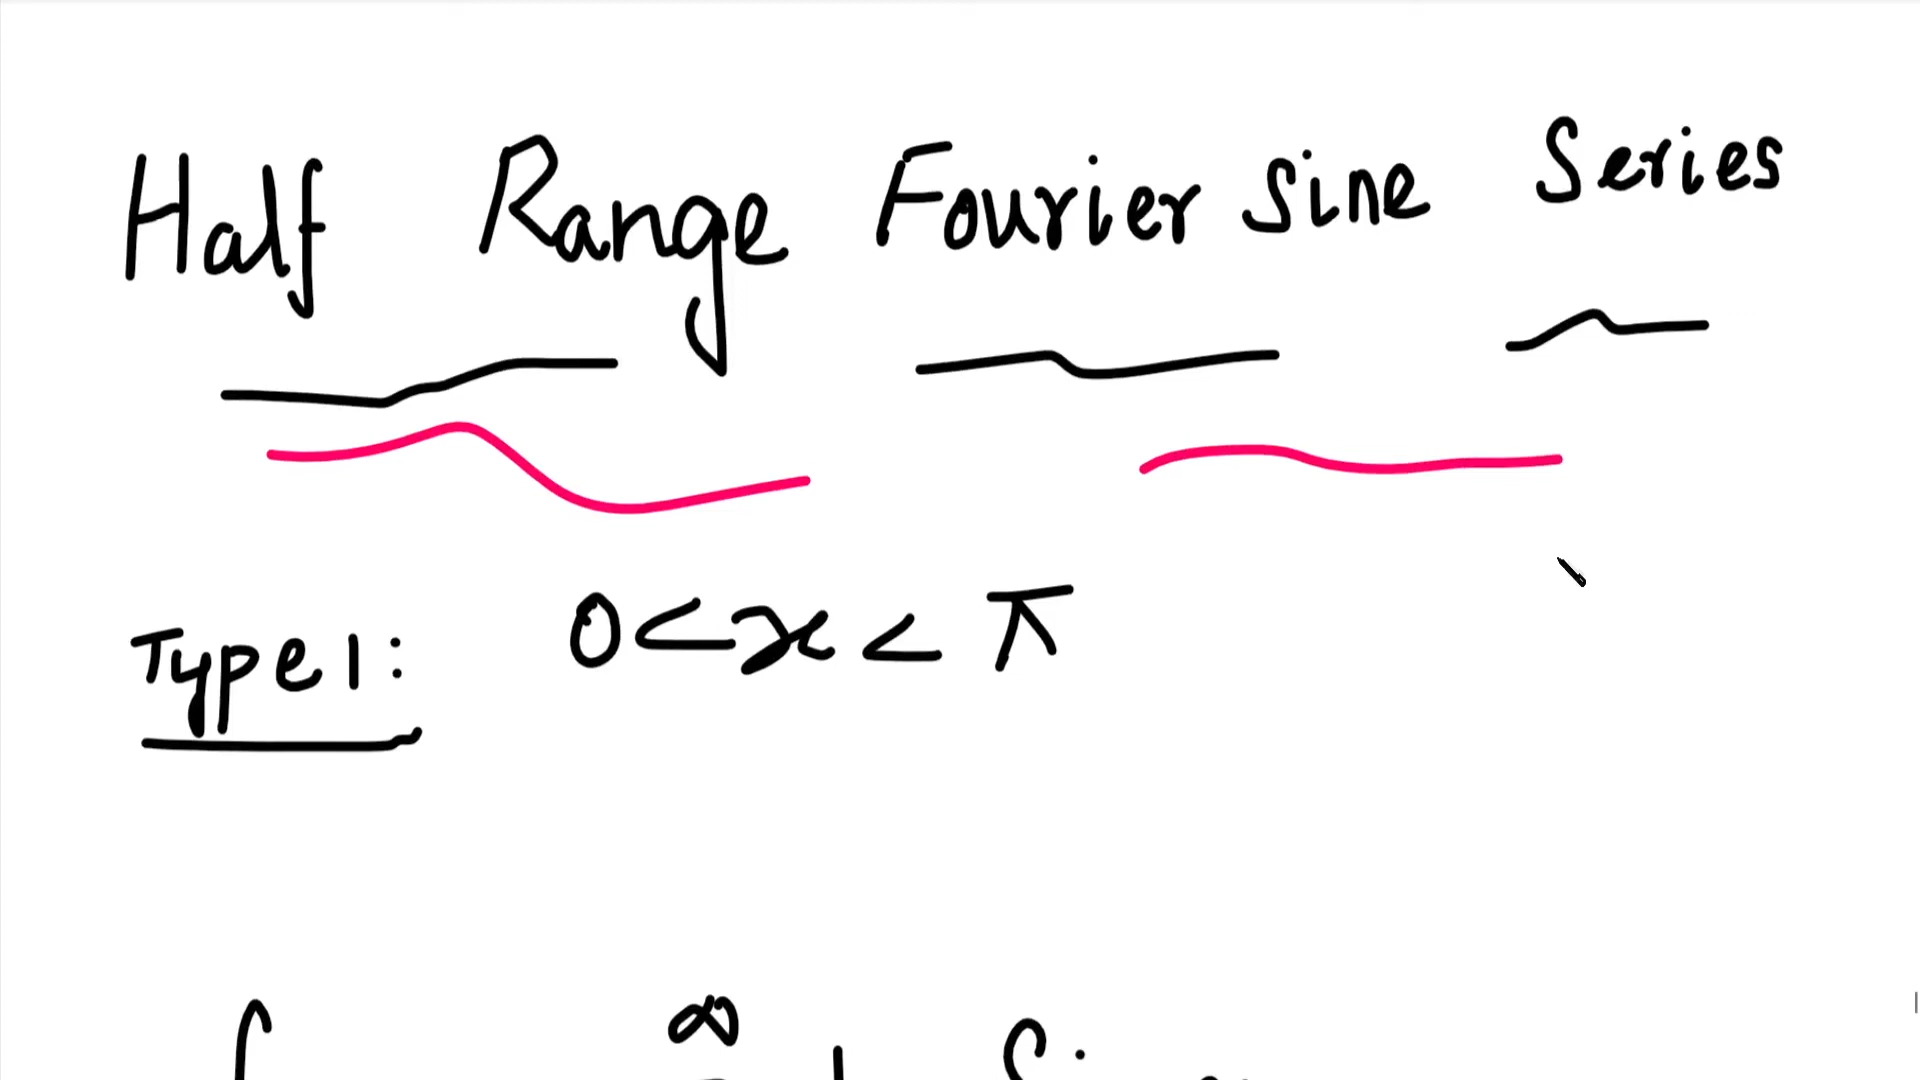 Half Range Fourier Sine Series
Type 1: 0 < x < π
∞